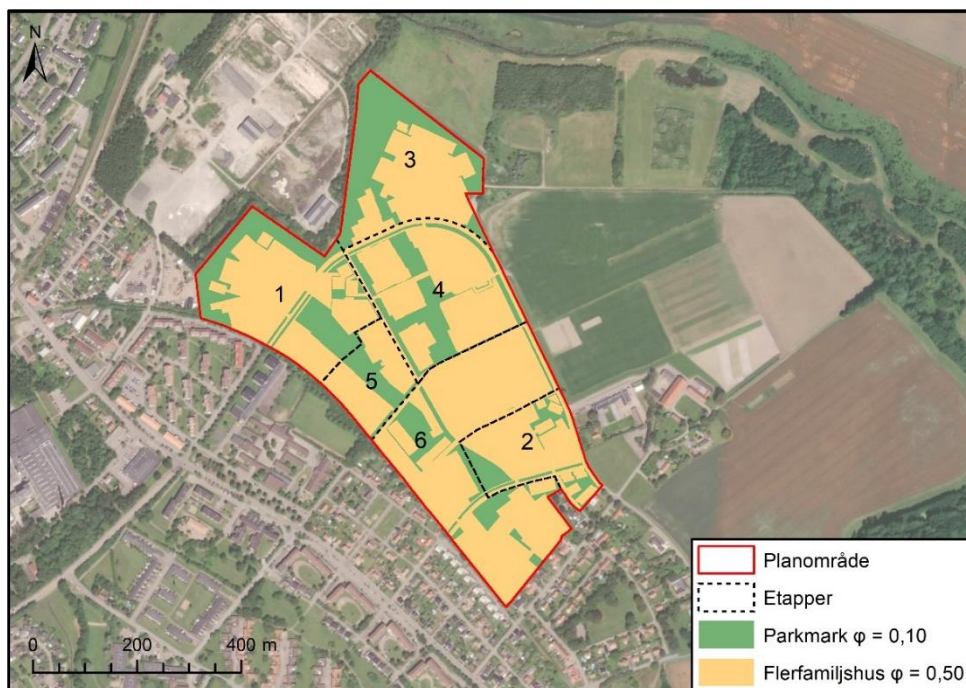 N
3
1
4
5
6
2
0 200 400 m
Planområde
Etapper
Parkmark φ = 0,10
Flerfamiljshus φ = 0,50